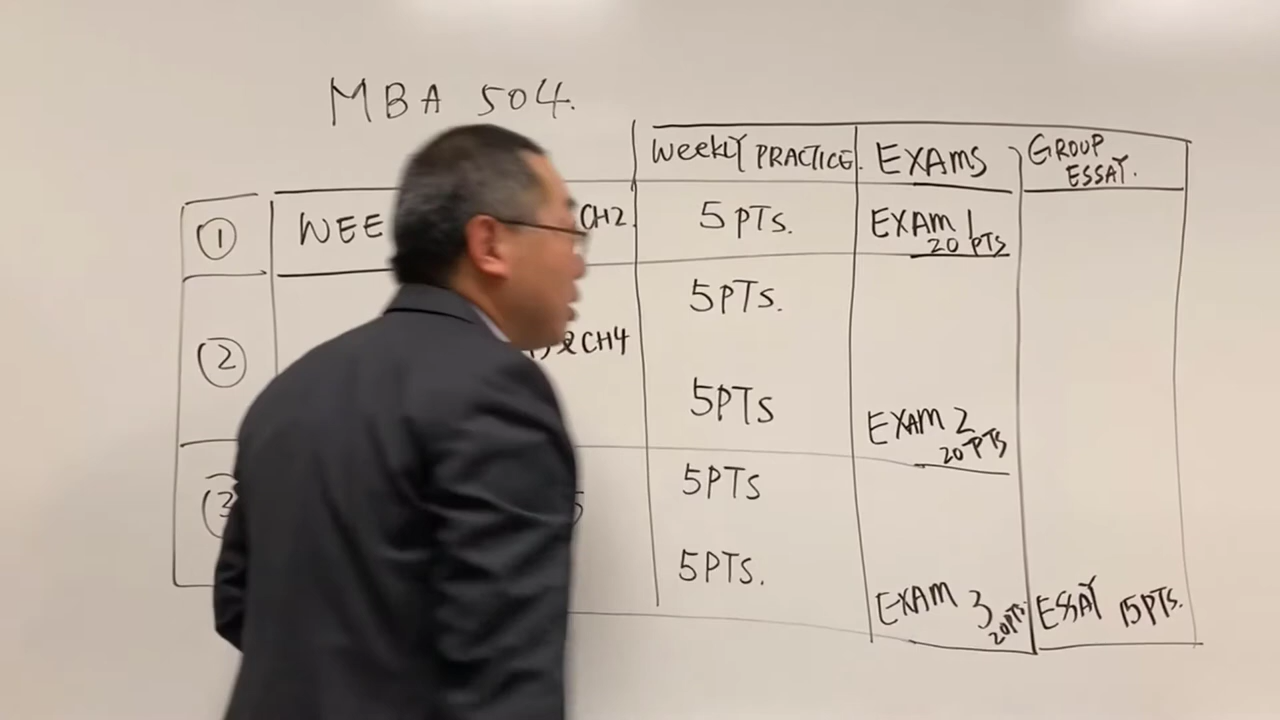 MBA 504.
WEEKLY PRACTICE. EXAMS GROUP ESSAY.
1 CH2. 5 PTS. EXAM 1 20 PTS
5PTS.
2 & CH4
5PTS EXAM 2 20 PTS
3 5PTS
5PTS. EXAM 3 20PTS ESSAY 15PTS.